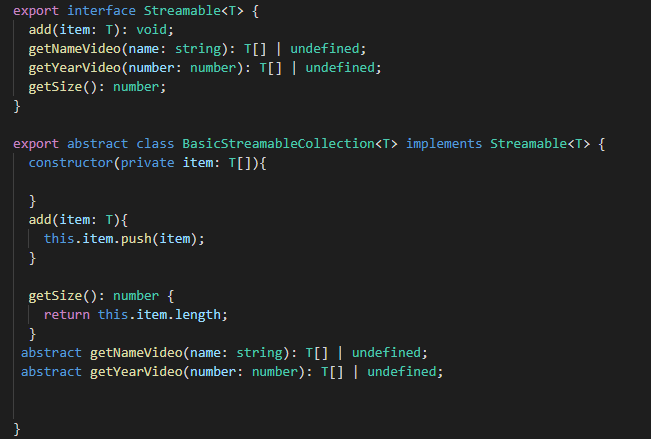 export interface Streamable<T> {
  add(item: T): void;
  getNameVideo(name: string): T[] | undefined;
  getYearVideo(number: number): T[] | undefined;
  getSize(): number;
}
export abstract class BasicStreamableCollection<T> implements Streamable<T> {
  constructor(private item: T[]){
  }
  add(item: T){
    this.item.push(item);
  }
  getSize(): number {
    return this.item.length;
  }
 abstract getNameVideo(name: string): T[] | undefined;
 abstract getYearVideo(number: number): T[] | undefined;
}